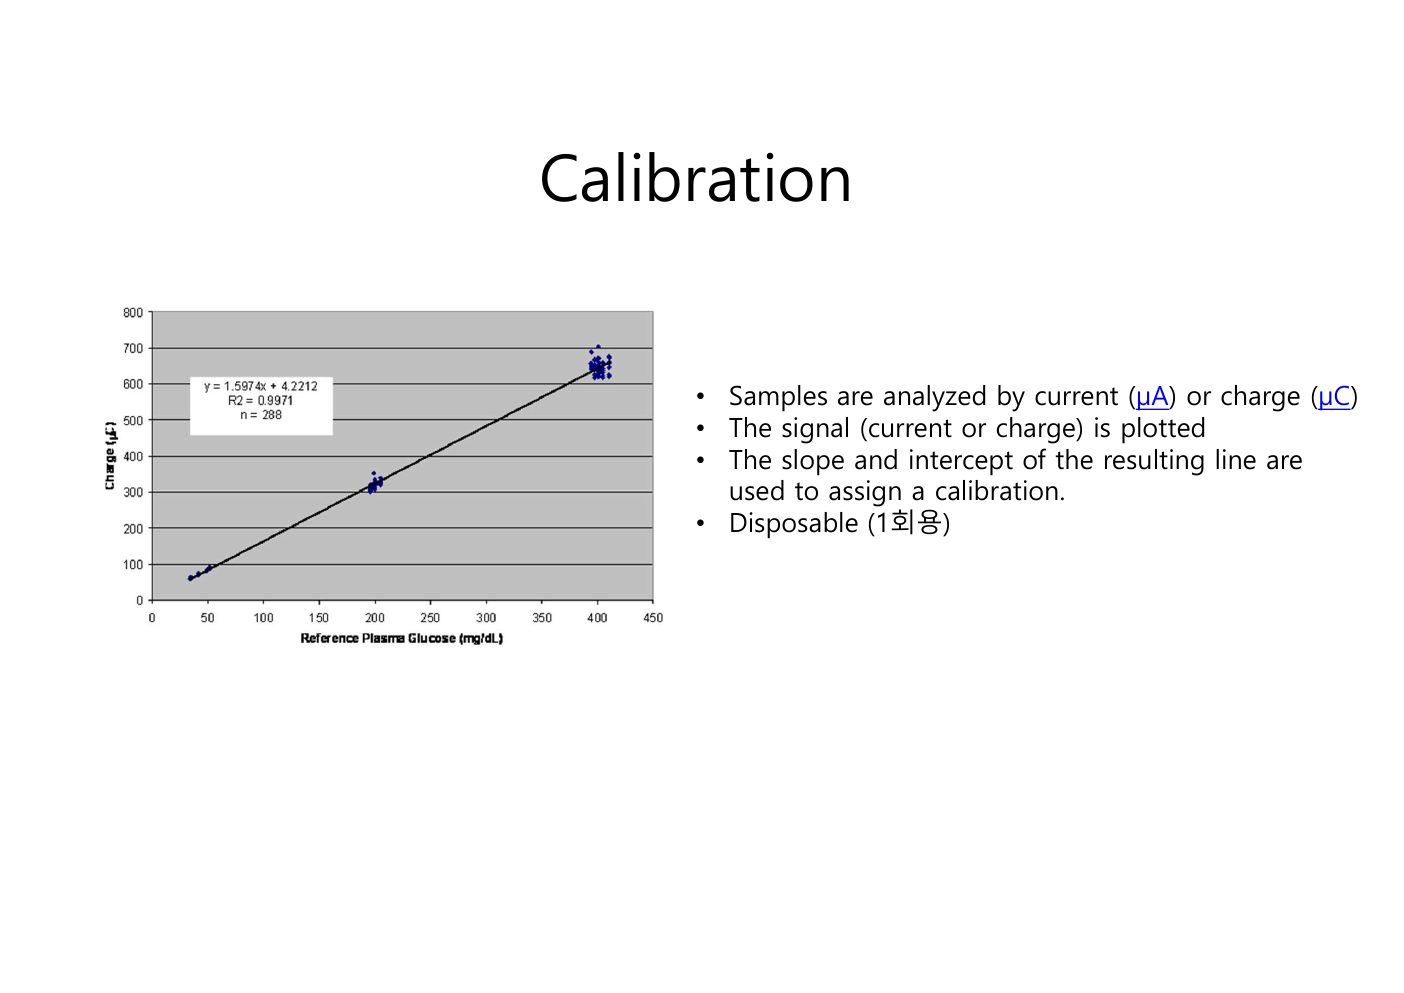 Calibration
800
700
600
500
400
300
200
100
0
Charge (µC)
y = 1.5974x + 4.2212
R2 = 0.9971
n = 288
0 50 100 150 200 250 300 350 400 450
Reference Plasma Glucose (mg/dL)
• Samples are analyzed by current (µA) or charge (µC)
• The signal (current or charge) is plotted
• The slope and intercept of the resulting line are
used to assign a calibration.
• Disposable (1회용)